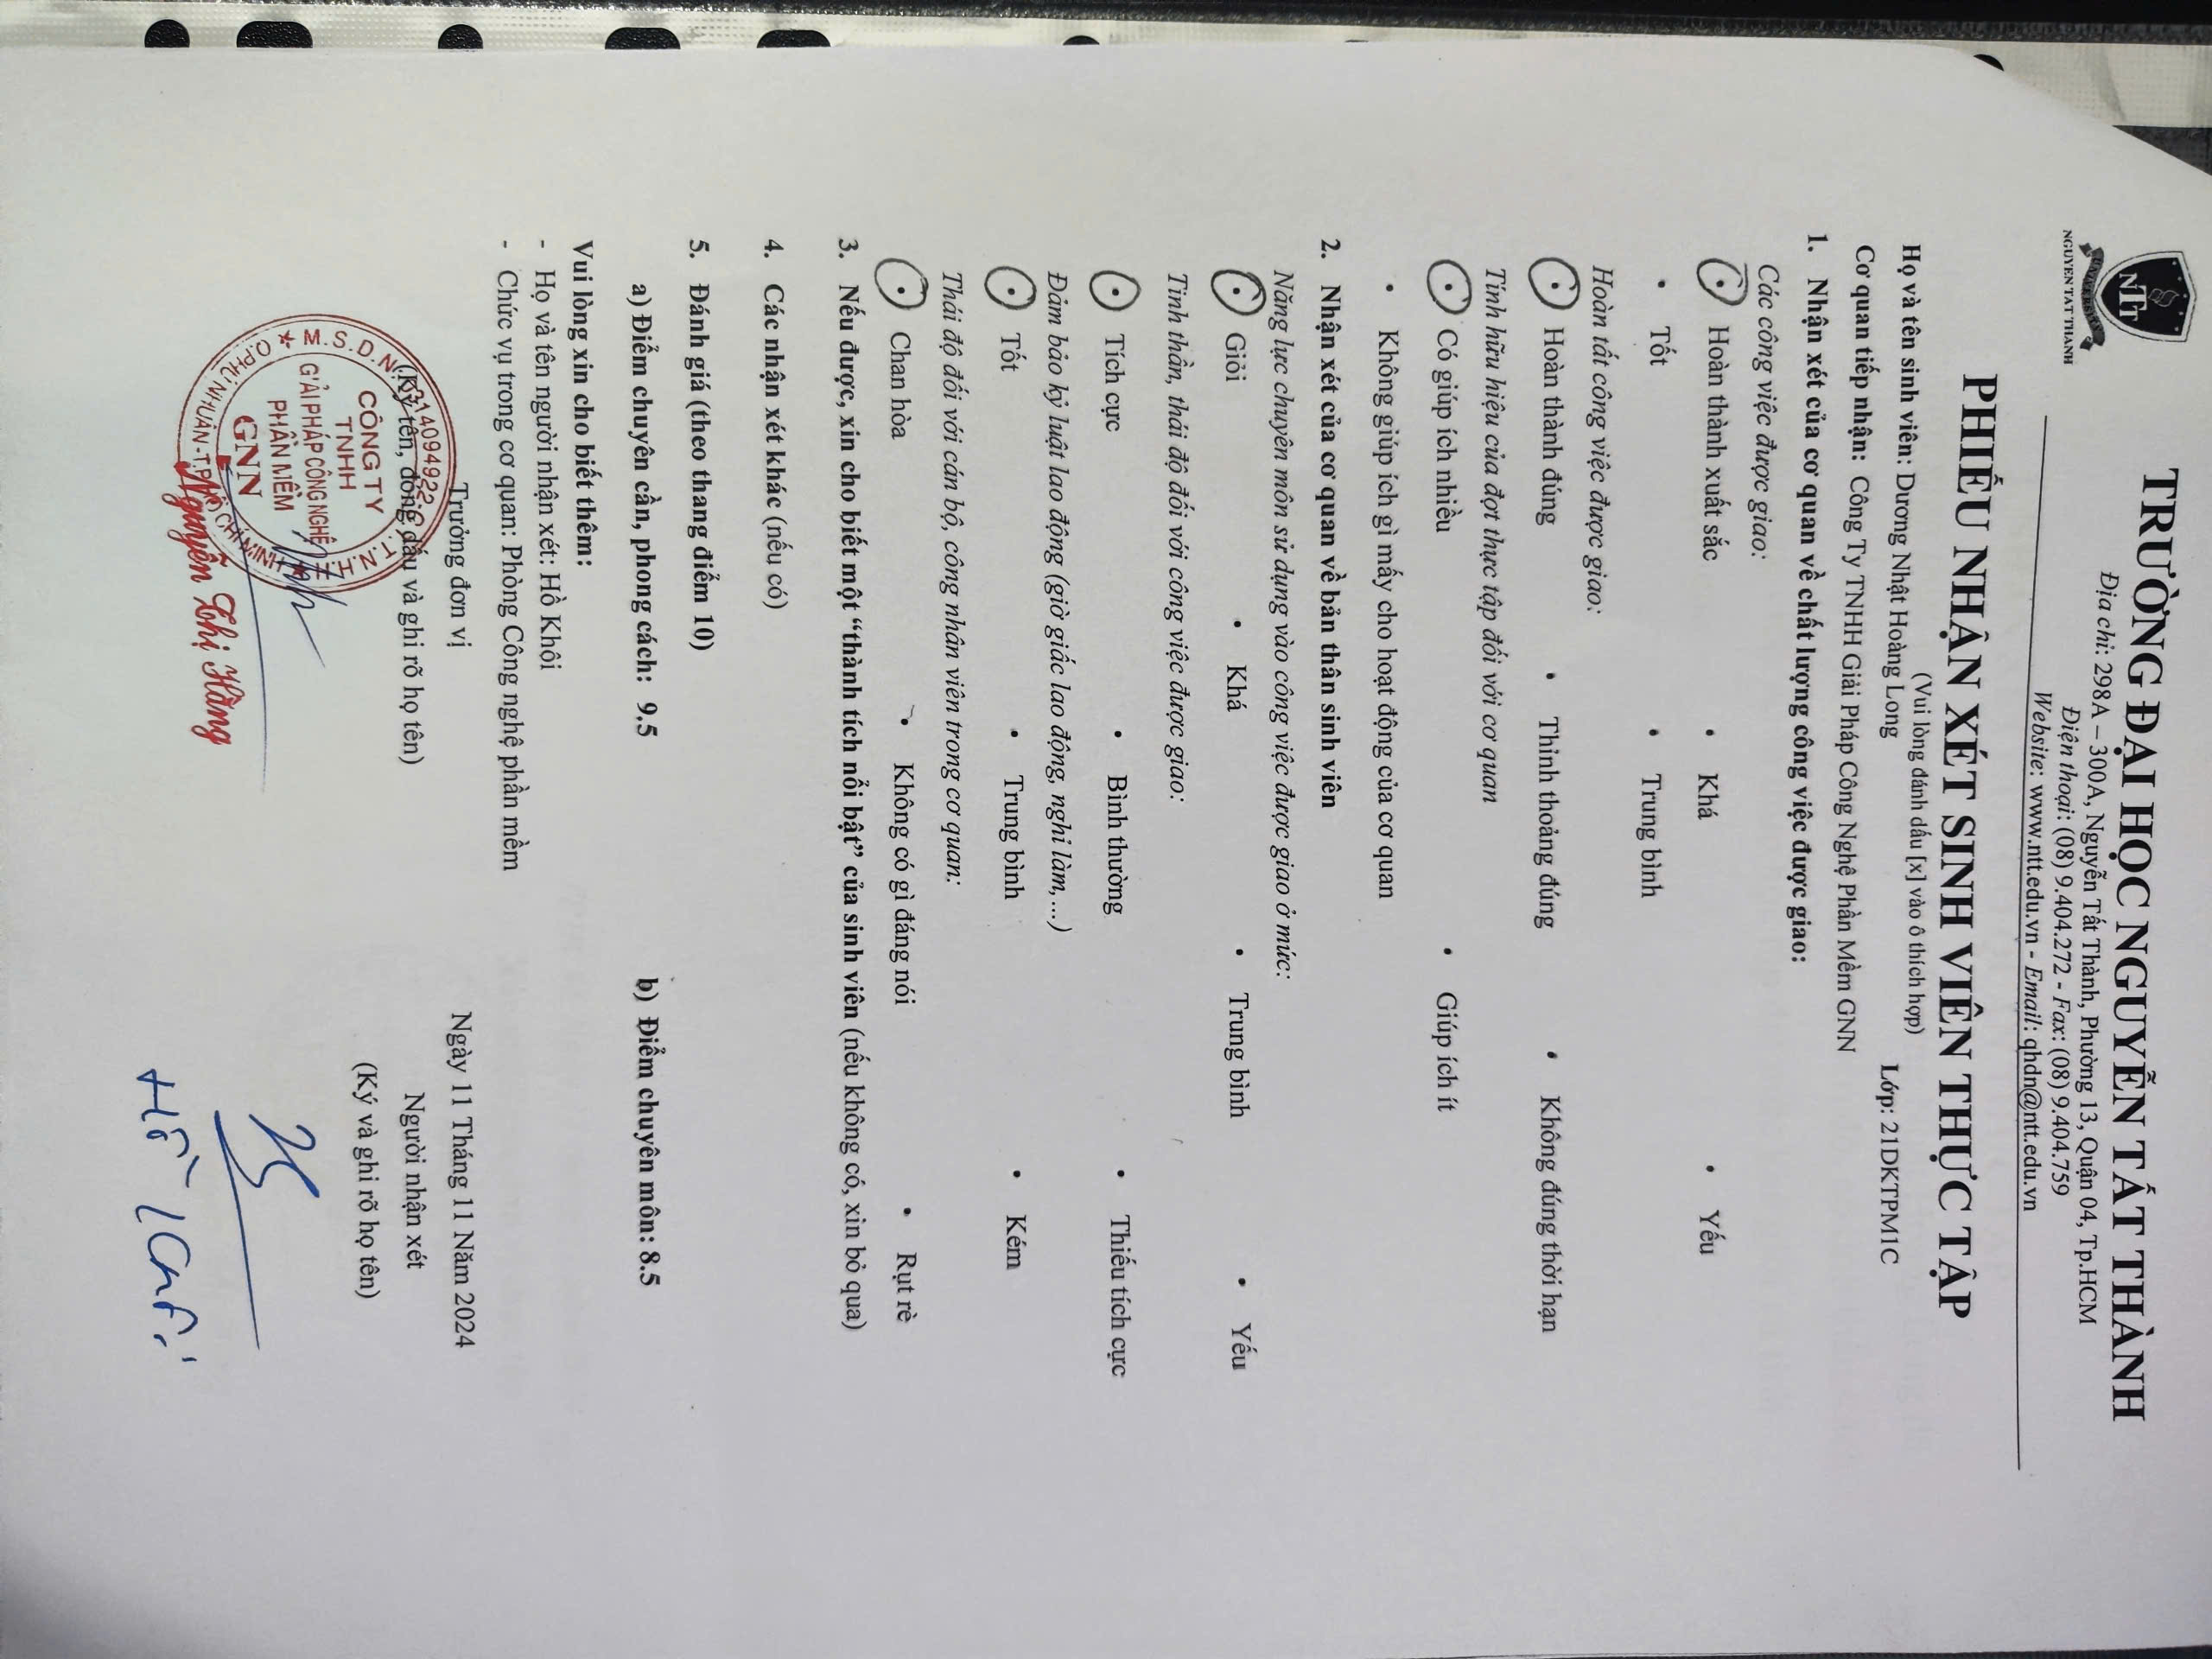 NTT
UNIVERSITY
NGUYEN TAT THANH
TRƯỜNG ĐẠI HỌC NGUYỄN TẤT THÀNH
Địa chỉ: 298A – 300A, Nguyễn Tất Thành, Phường 13, Quận 04, Tp.HCM
Điện thoại: (08) 9.404.272 - Fax: (08) 9.404.759
Website: www.ntt.edu.vn - Email: qhdn@ntt.edu.vn
PHIẾU NHẬN XÉT SINH VIÊN THỰC TẬP
(Vui lòng đánh dấu [x] vào ô thích hợp)
Họ và tên sinh viên: Dương Nhật Hoàng Long Lớp: 21DKTPM1C
Cơ quan tiếp nhận: Công Ty TNHH Giải Pháp Công Nghệ Phần Mềm GNN
1. Nhận xét của cơ quan về chất lượng công việc được giao:
Các công việc được giao:
• Hoàn thành xuất sắc • Khá • Yếu
• Tốt • Trung bình
Hoàn tất công việc được giao:
• Hoàn thành đúng • Thỉnh thoảng đúng • Không đúng thời hạn
Tính hữu hiệu của đợt thực tập đối với cơ quan
• Có giúp ích nhiều • Giúp ích ít
• Không giúp ích gì mấy cho hoạt động của cơ quan
2. Nhận xét của cơ quan về bản thân sinh viên
Năng lực chuyên môn sử dụng vào công việc được giao ở mức:
• Giỏi • Khá • Trung bình • Yếu
Tinh thần, thái độ đối với công việc được giao:
• Tích cực • Bình thường • Thiếu tích cực
Đảm bảo kỷ luật lao động (giờ giấc lao động, nghỉ làm,...)
• Tốt • Trung bình • Kém
Thái độ đối với cán bộ, công nhân viên trong cơ quan:
• Chan hòa • Không có gì đáng nói • Rụt rè
3. Nếu được, xin cho biết một “thành tích nổi bật” của sinh viên (nếu không có, xin bỏ qua)
4. Các nhận xét khác (nếu có)
5. Đánh giá (theo thang điểm 10)
a) Điểm chuyên cần, phong cách: 9.5 b) Điểm chuyên môn: 8.5
Vui lòng xin cho biết thêm:
- Họ và tên người nhận xét: Hồ Khôi
- Chức vụ trong cơ quan: Phòng Công nghệ phần mềm
Trưởng đơn vị Ngày 11 Tháng 11 Năm 2024
(Ký tên, đóng dấu và ghi rõ họ tên) Người nhận xét
(Ký và ghi rõ họ tên)
M.S.D.N: 0314094922-C.T.T.N.H.H
CÔNG TY
TNHH
GIẢI PHÁP CÔNG NGHỆ
PHẦN MỀM
GNN
Q.PHÚ NHUẬN-T.P HỒ CHÍ MINH
Nguyễn Thị Hằng
Hồ Khôi